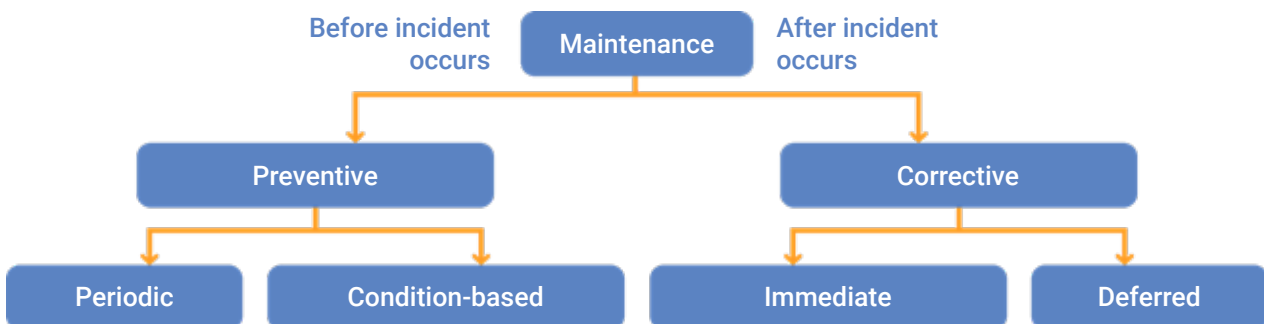 Before incident
occurs
Maintenance
After incident
occurs
Preventive
Corrective
Periodic
Condition-based
Immediate
Deferred